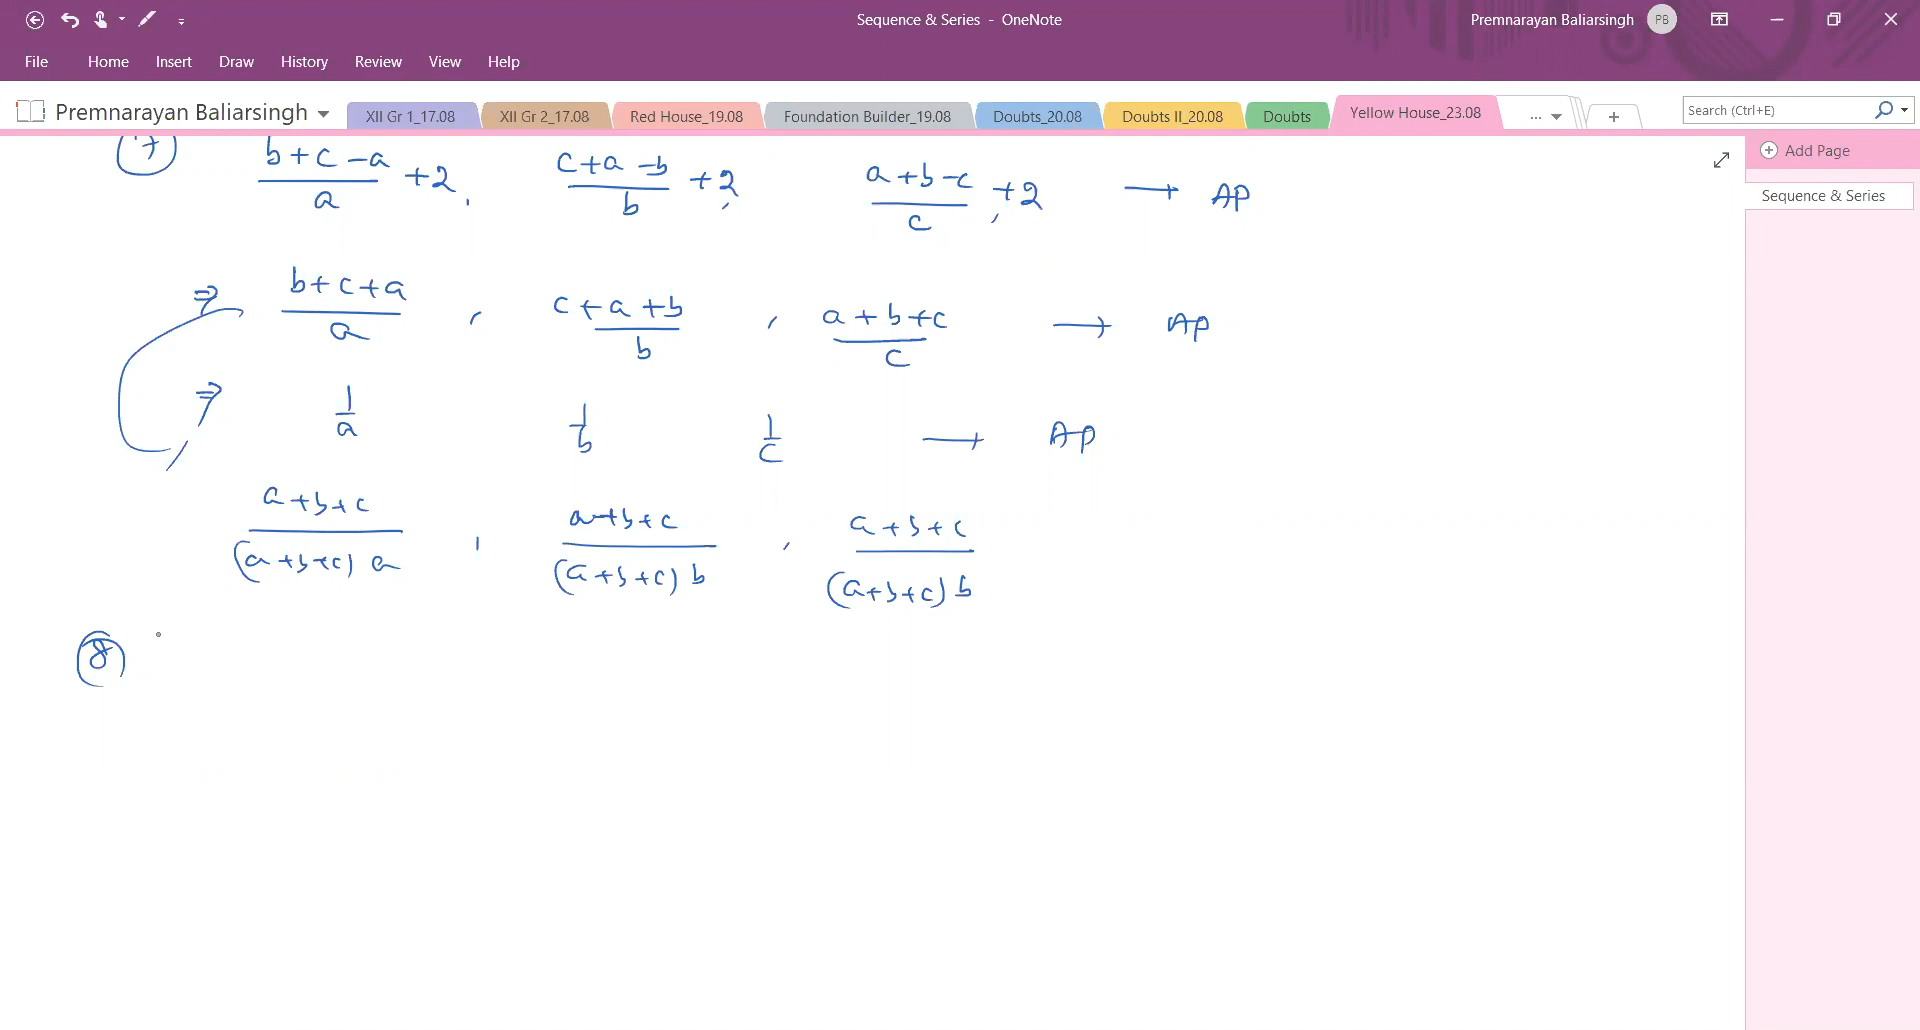 Sequence & Series - OneNote
Premnarayan Baliarsingh PB
File Home Insert Draw History Review View Help
Premnarayan Baliarsingh XII Gr 1_17.08 XII Gr 2_17.08 Red House_19.08 Foundation Builder_19.08 Doubts_20.08 Doubts II_20.08 Doubts Yellow House_23.08 ... + Search (Ctrl+E)
Add Page
Sequence & Series
(7) (b+c-a)/a +2, (c+a-b)/b +2, (a+b-c)/c +2, → AP
⇒ (b+c+a)/a , (c+a+b)/b , (a+b+c)/c → AP
⇒ 1/a 1/b 1/c → AP
(a+b+c)/((a+b+c) a) , (a+b+c)/((a+b+c) b) , (a+b+c)/((a+b+c) b)
(8)